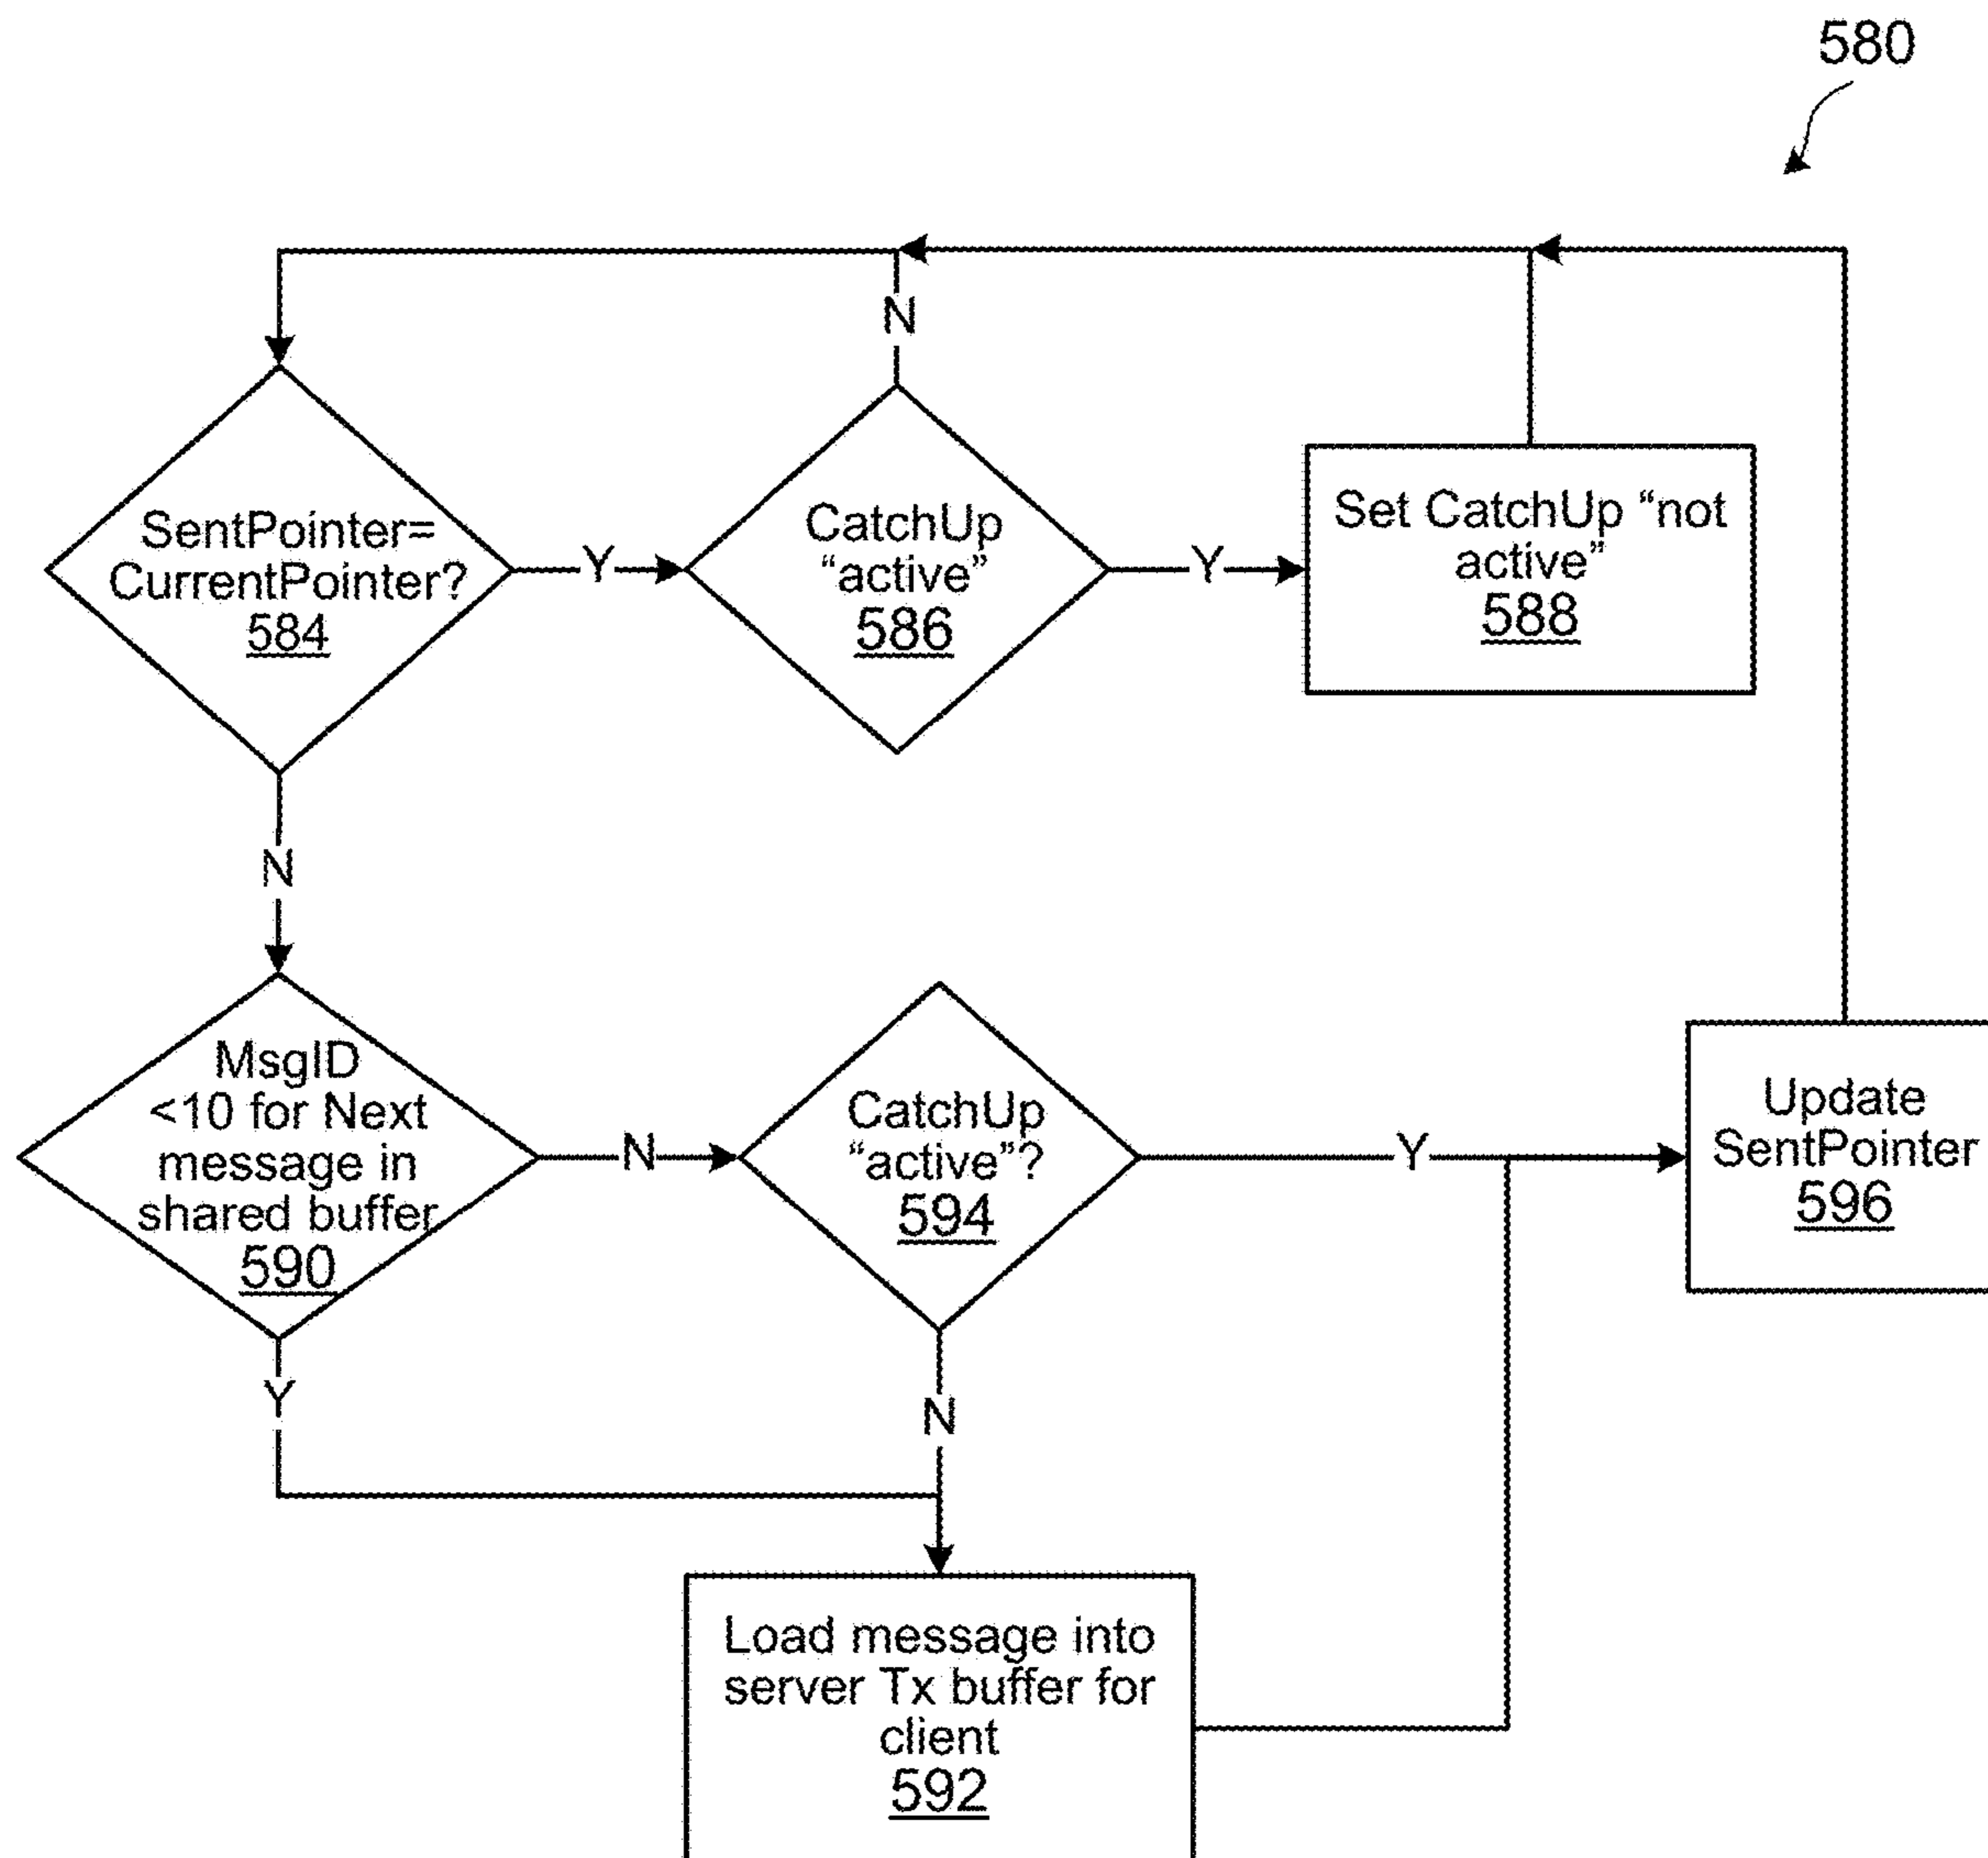 580
N
SentPointer=
CurrentPointer?
584
Y
CatchUp
“active”
586
Y
Set CatchUp “not
active”
588
N
MsgID
<10 for Next
message in
shared buffer
590
N
CatchUp
“active”?
594
Y
Update
SentPointer
596
Y
N
Load message into
server Tx buffer for
client
592